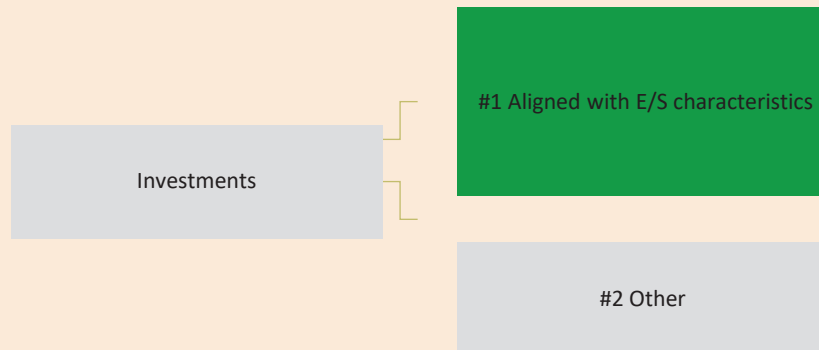 #1 Aligned with E/S characteristics
Investments
#2 Other